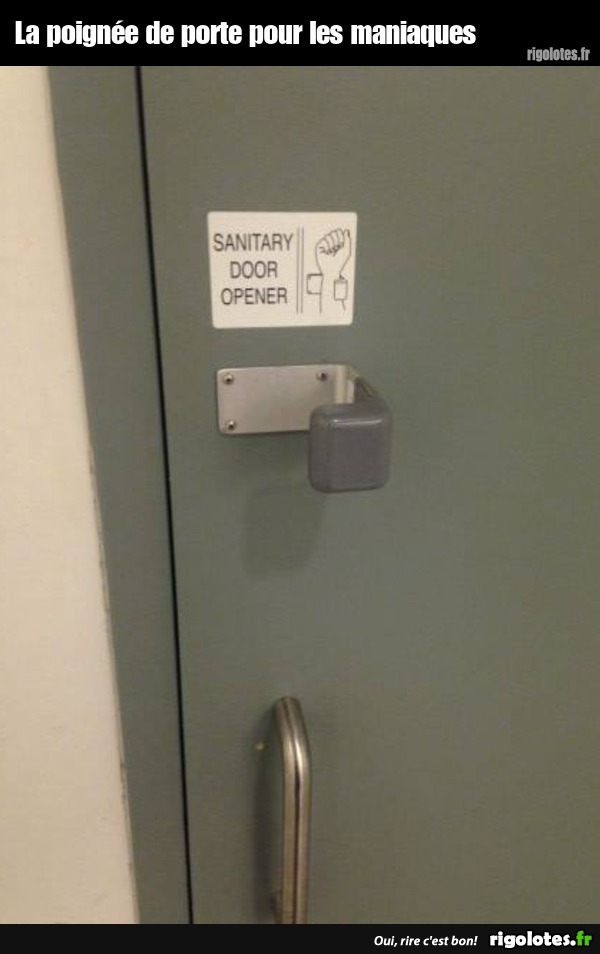 La poignée de porte pour les maniaques
rigolotes.fr
SANITARY
DOOR
OPENER
Oui, rire c'est bon! rigolotes.fr